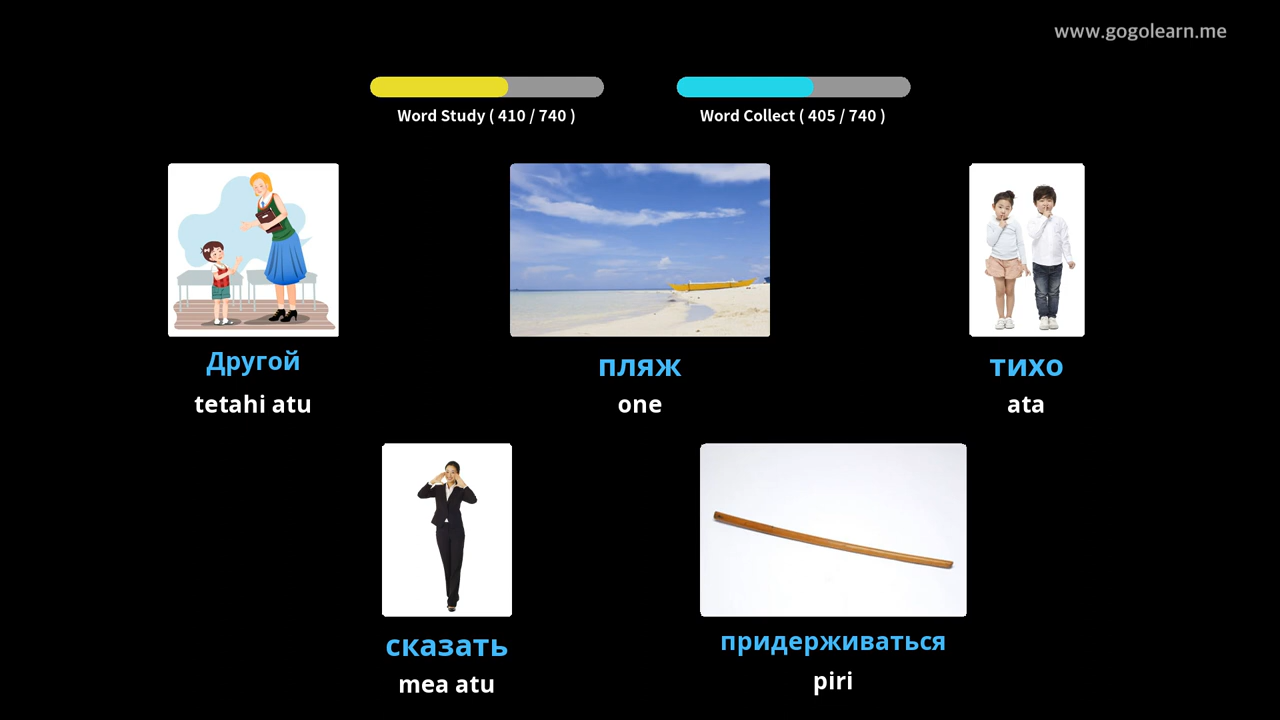 www.gogolearn.me
Word Study ( 410 / 740 )
Word Collect ( 405 / 740 )
Другой
tetahi atu
пляж
one
тихо
ata
сказать
mea atu
придерживаться
piri